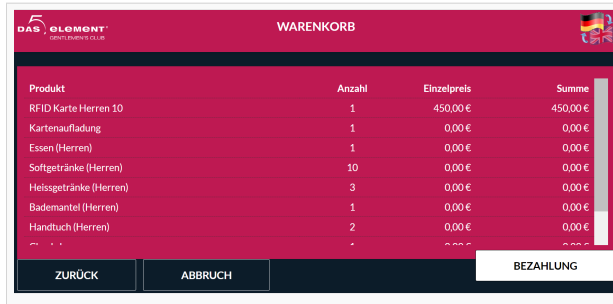 5
DAS ELEMENT
GENTLEMEN'S CLUB
WARENKORB
Produkt Anzahl Einzelpreis Summe
RFID Karte Herren 10 1 450,00 € 450,00 €
Kartenaufladung 1 0,00 € 0,00 €
Essen (Herren) 1 0,00 € 0,00 €
Softgetränke (Herren) 10 0,00 € 0,00 €
Heissgetränke (Herren) 3 0,00 € 0,00 €
Bademantel (Herren) 1 0,00 € 0,00 €
Handtuch (Herren) 2 0,00 € 0,00 €
ZURÜCK ABBRUCH BEZAHLUNG